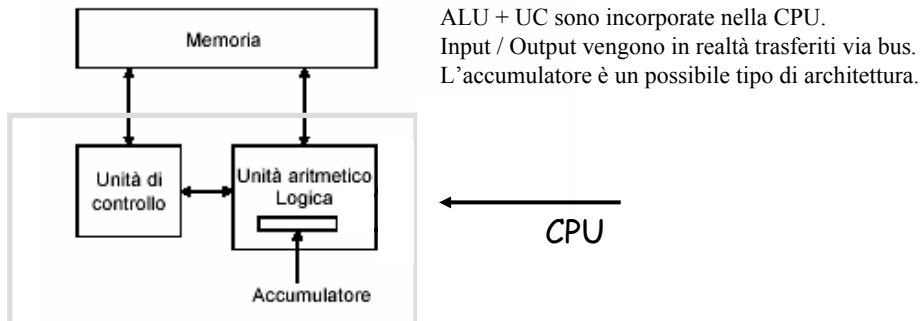 ALU + UC sono incorporate nella CPU.
Input / Output vengono in realtà trasferiti via bus.
L’accumulatore è un possibile tipo di architettura.
Memoria
Unità di
controllo
Unità aritmetico
Logica
Accumulatore
CPU